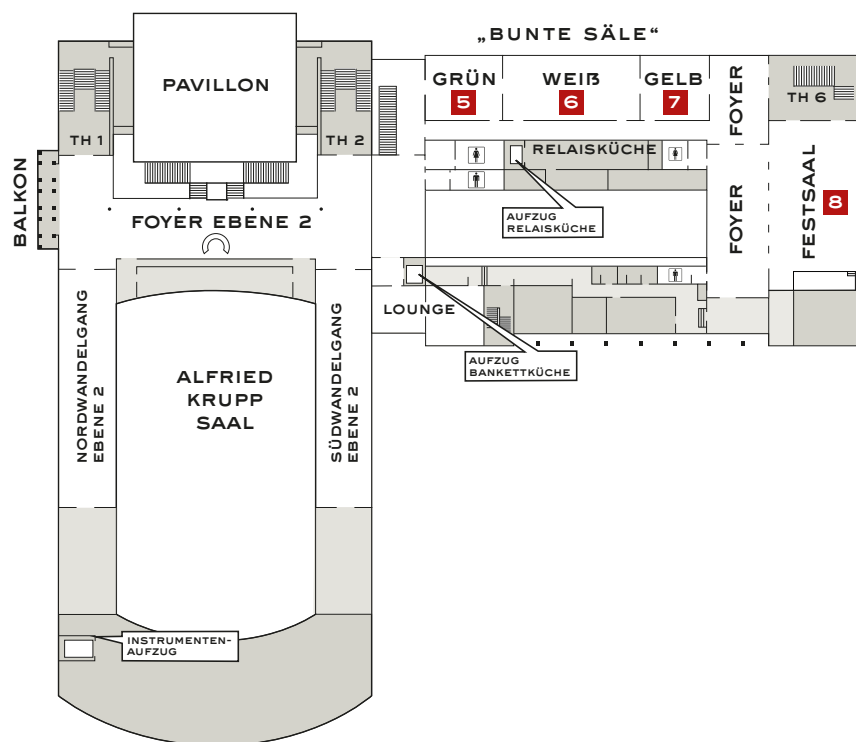 „BUNTE SÄLE“
PAVILLON
GRÜN
5
WEIß
6
GELB
7
FOYER
TH 6
TH 1
TH 2
RELAISKÜCHE
BALKON
FOYER EBENE 2
AUFZUG
RELAISKÜCHE
FOYER
FESTSAAL
8
LOUNGE
NORDWANDELGANG
EBENE 2
ALFRIED
KRUPP
SAAL
SÜDWANDELGANG
EBENE 2
AUFZUG
BANKETTKÜCHE
INSTRUMENTEN-
AUFZUG